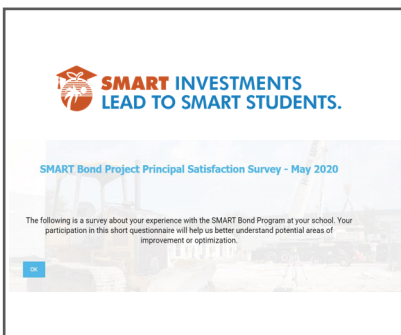 SMART INVESTMENTS
LEAD TO SMART STUDENTS.
SMART Bond Project Principal Satisfaction Survey - May 2020
The following is a survey about your experience with the SMART Bond Program at your school. Your
participation in this short questionnaire will help us better understand potential areas of
improvement or optimization.
OK